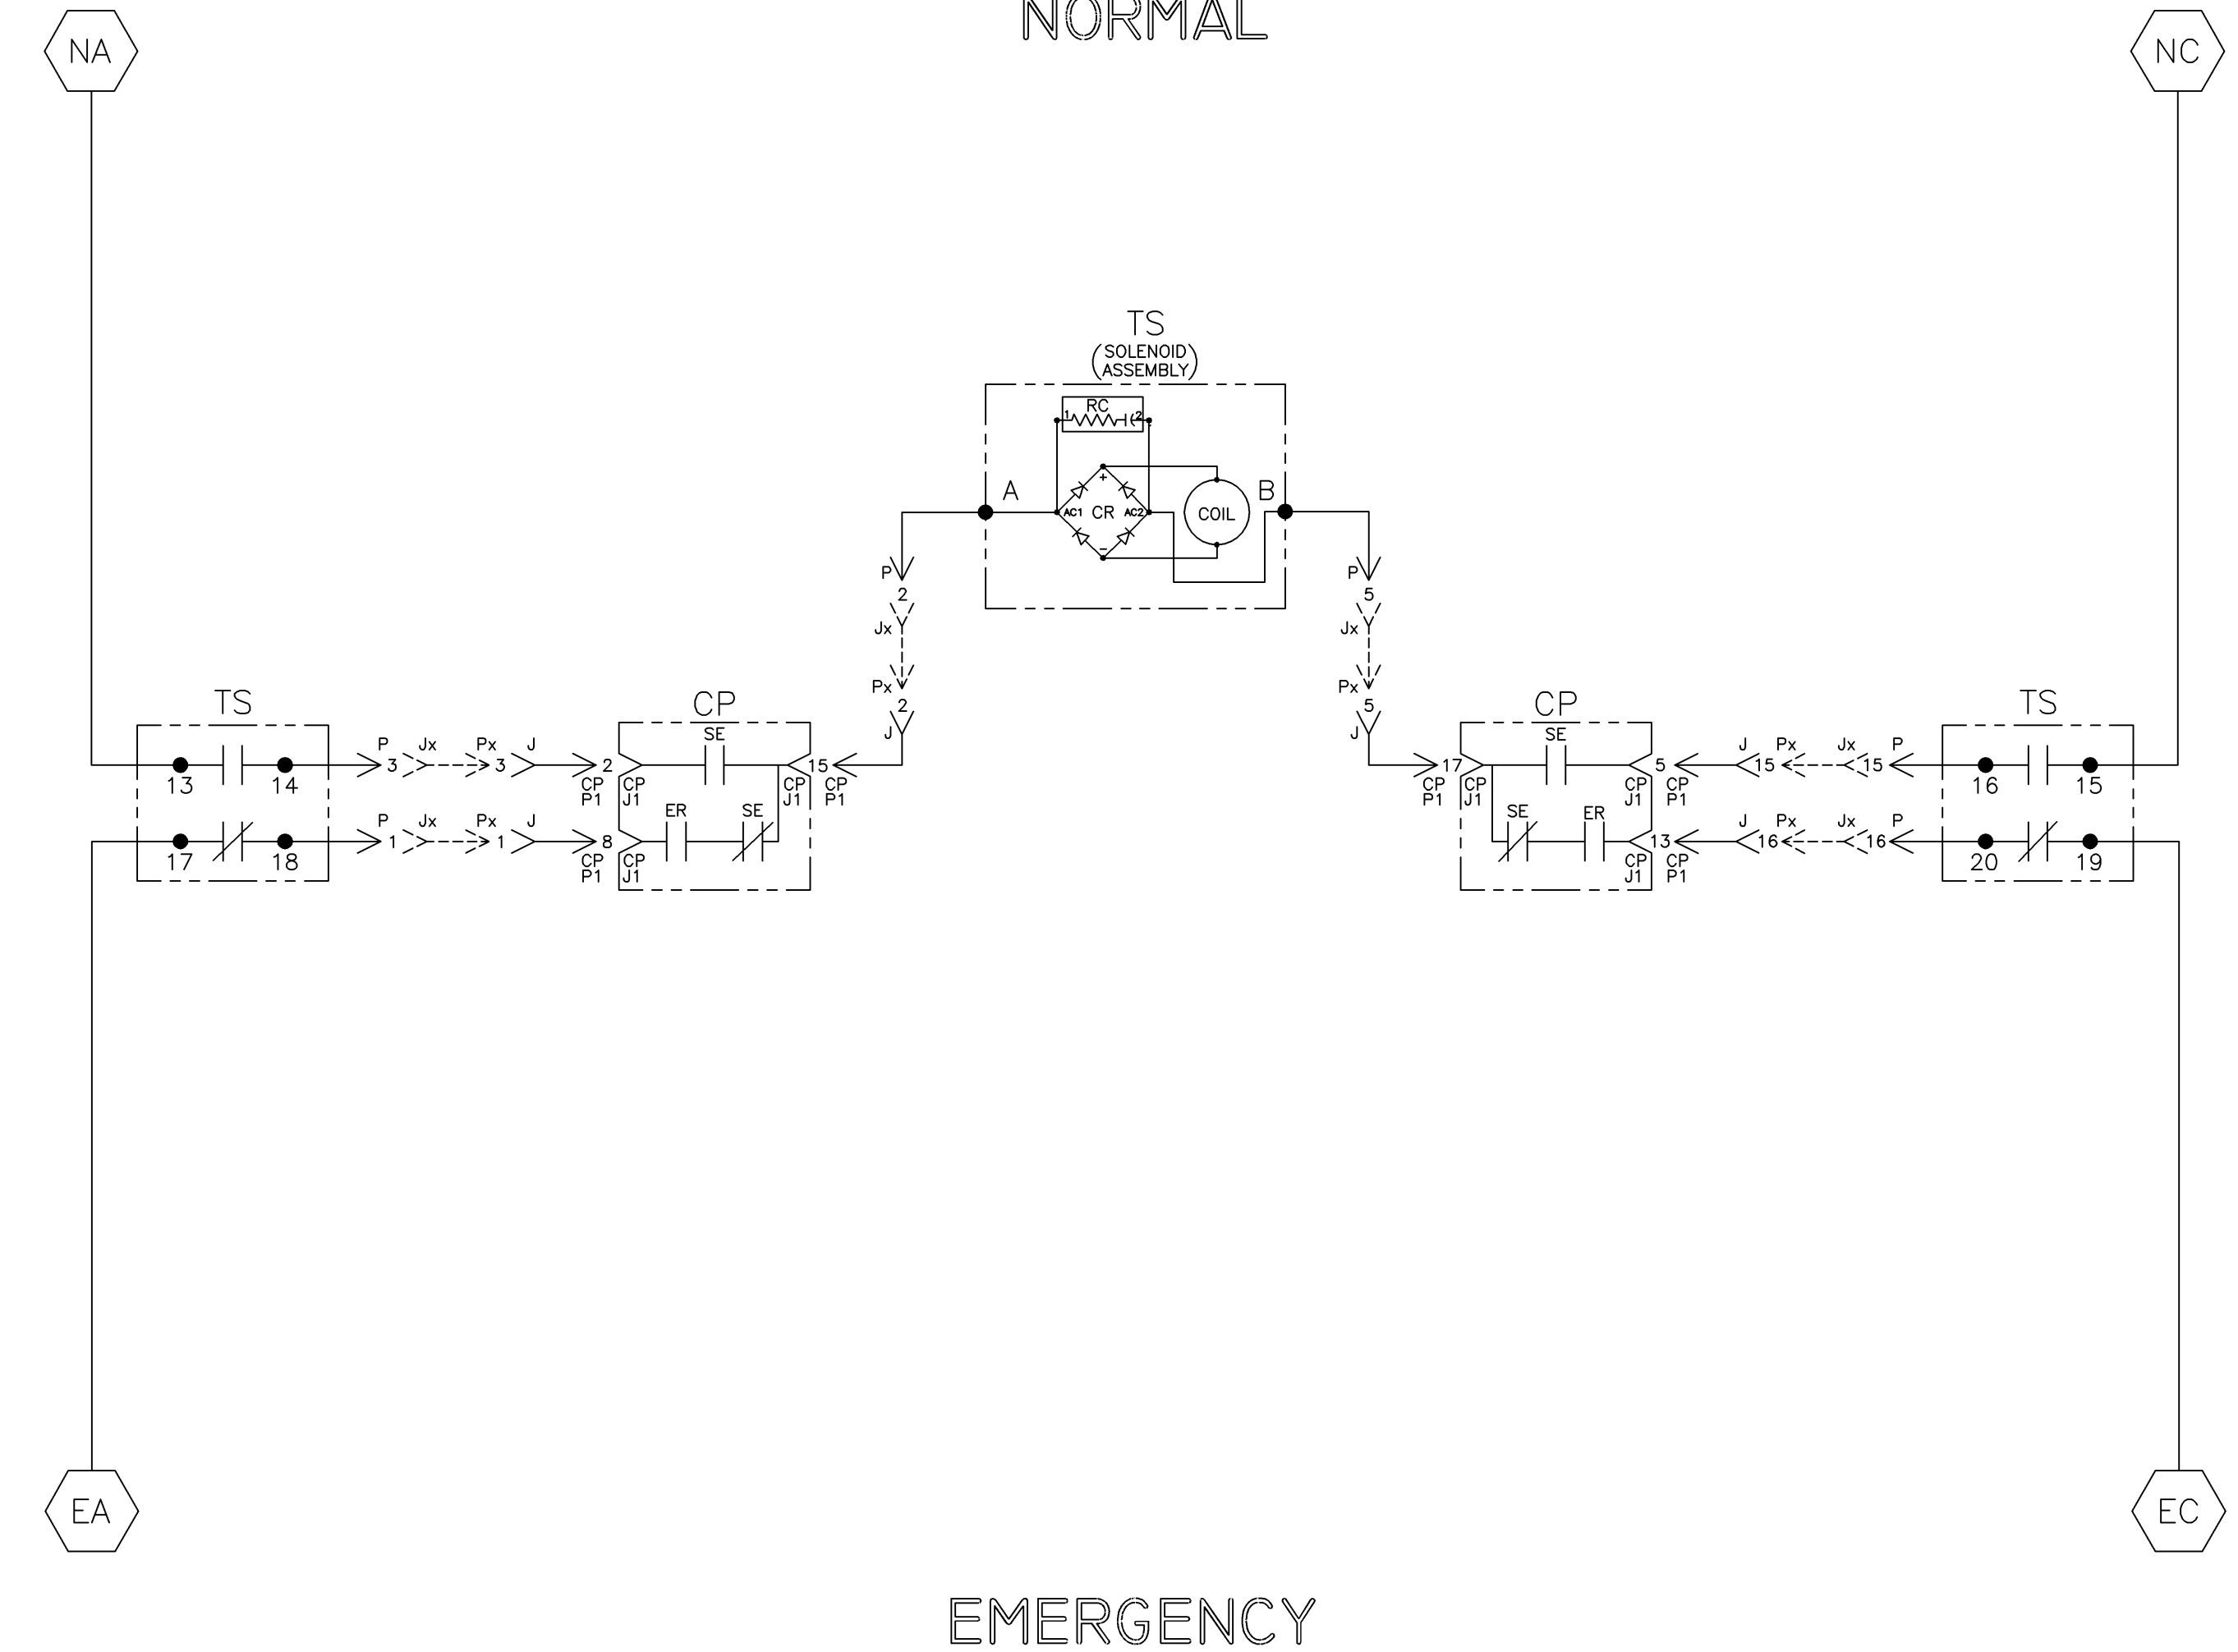 NORMAL
NA
NC
TS
(SOLENOID
ASSEMBLY)
1 RC 2
A
B
+
AC1 CR AC2
COIL
−
P
2
Jx
Px
2
J
P
5
Jx
Px
5
J
TS
13 14
17 18
P 3 Jx Px 3 J 2
CP CP
P1 J1
P 1 Jx Px 1 J 8
CP CP
P1 J1
CP
SE
ER SE
15
CP CP
J1 P1
CP
17
CP CP
P1 J1
SE
SE ER
5
CP CP
J1 P1
13
CP CP
J1 P1
J 15 Px Jx 15 P
J 16 Px Jx 16 P
TS
16 15
20 19
EA
EC
EMERGENCY